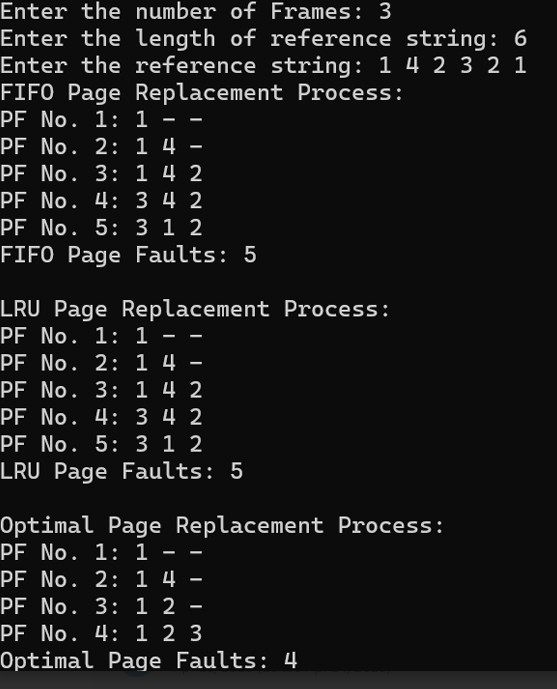 Enter the number of Frames: 3
Enter the length of reference string: 6
Enter the reference string: 1 4 2 3 2 1
FIFO Page Replacement Process:
PF No. 1: 1 - -
PF No. 2: 1 4 -
PF No. 3: 1 4 2
PF No. 4: 3 4 2
PF No. 5: 3 1 2
FIFO Page Faults: 5

LRU Page Replacement Process:
PF No. 1: 1 - -
PF No. 2: 1 4 -
PF No. 3: 1 4 2
PF No. 4: 3 4 2
PF No. 5: 3 1 2
LRU Page Faults: 5

Optimal Page Replacement Process:
PF No. 1: 1 - -
PF No. 2: 1 4 -
PF No. 3: 1 2 -
PF No. 4: 1 2 3
Optimal Page Faults: 4